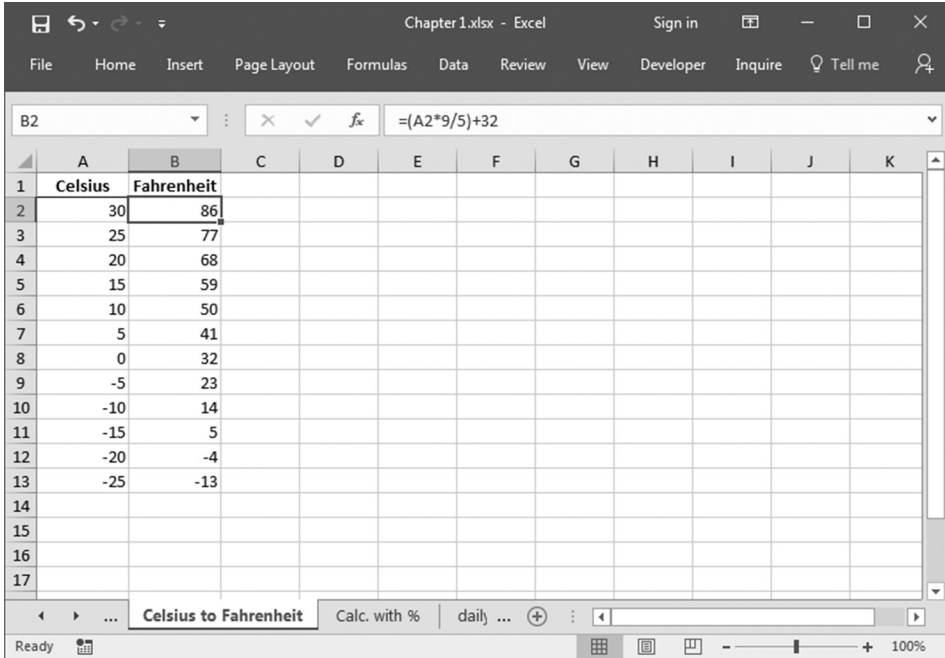 Chapter 1.xlsx - Excel Sign in
File Home Insert Page Layout Formulas Data Review View Developer Inquire Tell me
B2 fx =(A2*9/5)+32
A B C D E F G H I J K
1 Celsius Fahrenheit
2 30 86
3 25 77
4 20 68
5 15 59
6 10 50
7 5 41
8 0 32
9 -5 23
10 -10 14
11 -15 5
12 -20 -4
13 -25 -13
14
15
16
17
... Celsius to Fahrenheit Calc. with % daily ...
Ready 100%